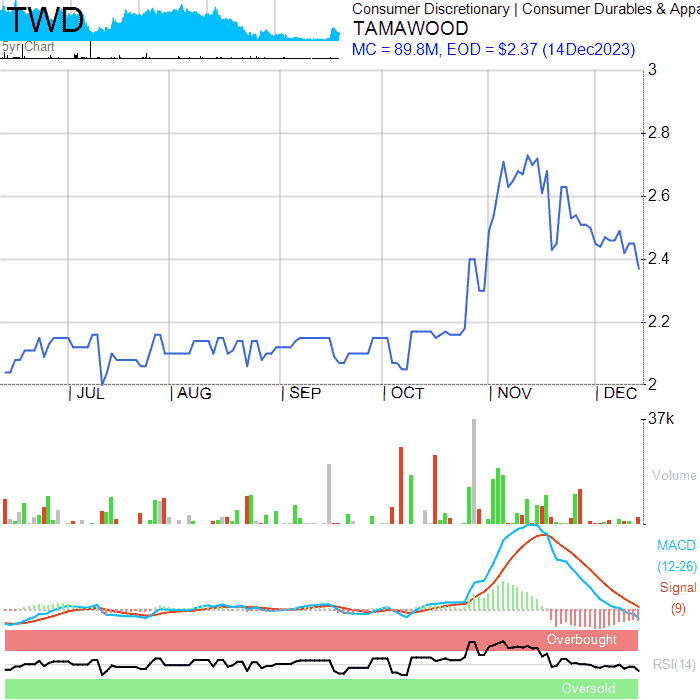 TWD
5yr Chart
Consumer Discretionary | Consumer Durables & Appa
TAMAWOOD
MC = 89.8M, EOD = $2.37 (14Dec2023)
3
2.8
2.6
2.4
2.2
2
JUL AUG SEP OCT NOV DEC
37k
Volume
MACD
(12-26)
Signal
(9)
Overbought
RSI(14)
Oversold